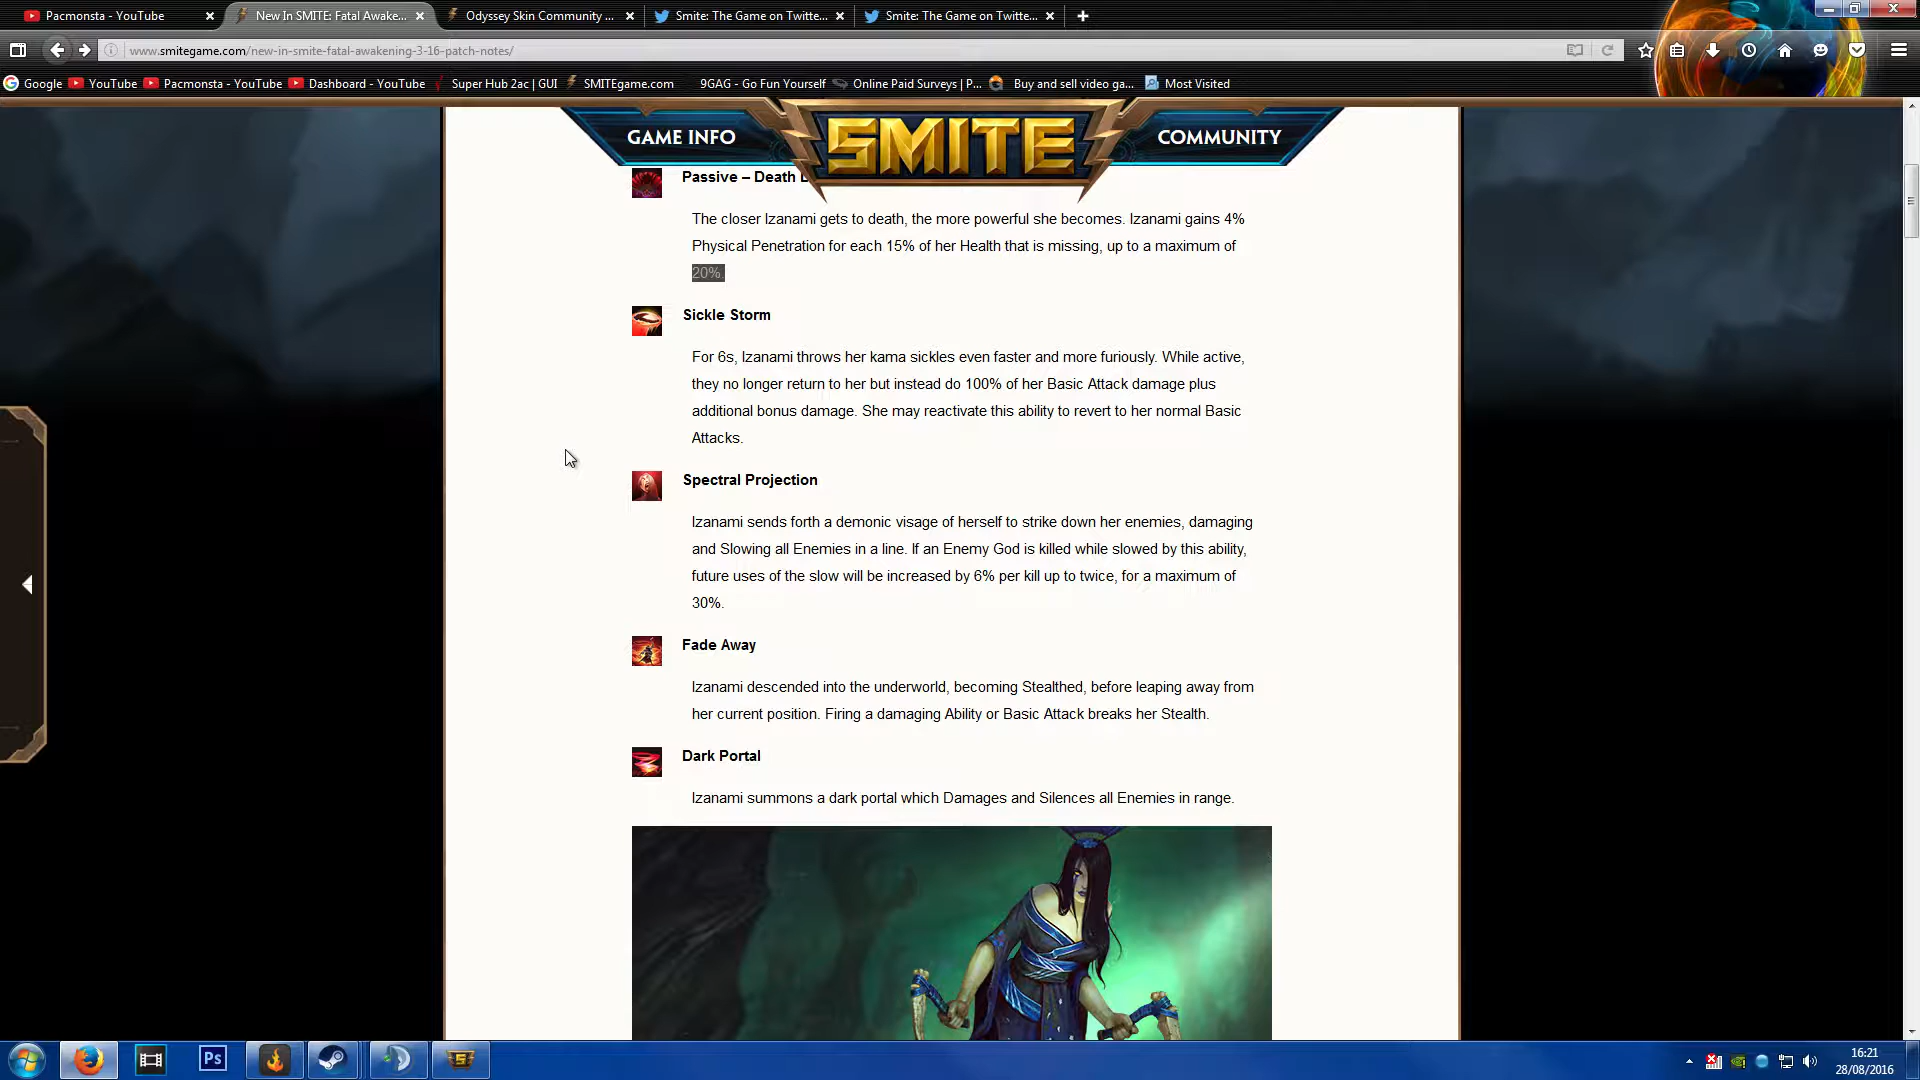 Pacmonsta - YouTube
New In SMITE: Fatal Awake...
Odyssey Skin Community ...
Smite: The Game on Twitte...
Smite: The Game on Twitte...
www.smitegame.com/new-in-smite-fatal-awakening-3-16-patch-notes/
Google
YouTube
Pacmonsta - YouTube
Dashboard - YouTube
Super Hub 2ac | GUI
SMITEgame.com
9GAG - Go Fun Yourself
Online Paid Surveys | P...
Buy and sell video ga...
Most Visited
GAME INFO
SMITE
COMMUNITY
Passive – Death
The closer Izanami gets to death, the more powerful she becomes. Izanami gains 4%
Physical Penetration for each 15% of her Health that is missing, up to a maximum of
20%.
Sickle Storm
For 6s, Izanami throws her kama sickles even faster and more furiously. While active,
they no longer return to her but instead do 100% of her Basic Attack damage plus
additional bonus damage. She may reactivate this ability to revert to her normal Basic
Attacks.
Spectral Projection
Izanami sends forth a demonic visage of herself to strike down her enemies, damaging
and Slowing all Enemies in a line. If an Enemy God is killed while slowed by this ability,
future uses of the slow will be increased by 6% per kill up to twice, for a maximum of
30%.
Fade Away
Izanami descended into the underworld, becoming Stealthed, before leaping away from
her current position. Firing a damaging Ability or Basic Attack breaks her Stealth.
Dark Portal
Izanami summons a dark portal which Damages and Silences all Enemies in range.
Ps
S
16:21
28/08/2016